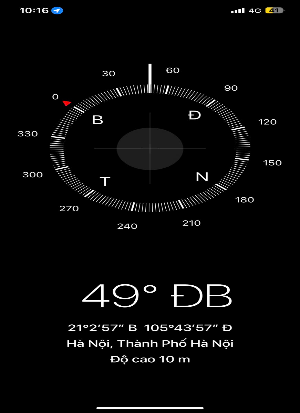 10:16 4G 41
30 60
0 90
B Đ
330 120
300 150
T N
270 180
240 210
49° ĐB
21°2'57" B 105°43'57" Đ
Hà Nội, Thành Phố Hà Nội
Độ cao 10 m